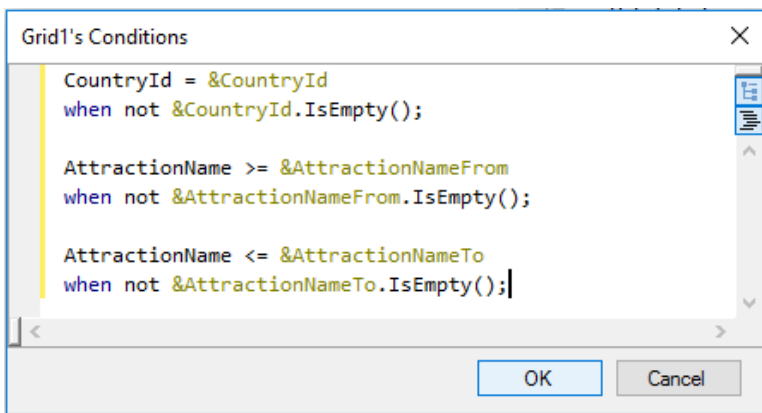 Grid1's Conditions
CountryId = &CountryId
when not &CountryId.IsEmpty();
AttractionName >= &AttractionNameFrom
when not &AttractionNameFrom.IsEmpty();
AttractionName <= &AttractionNameTo
when not &AttractionNameTo.IsEmpty();
OK
Cancel